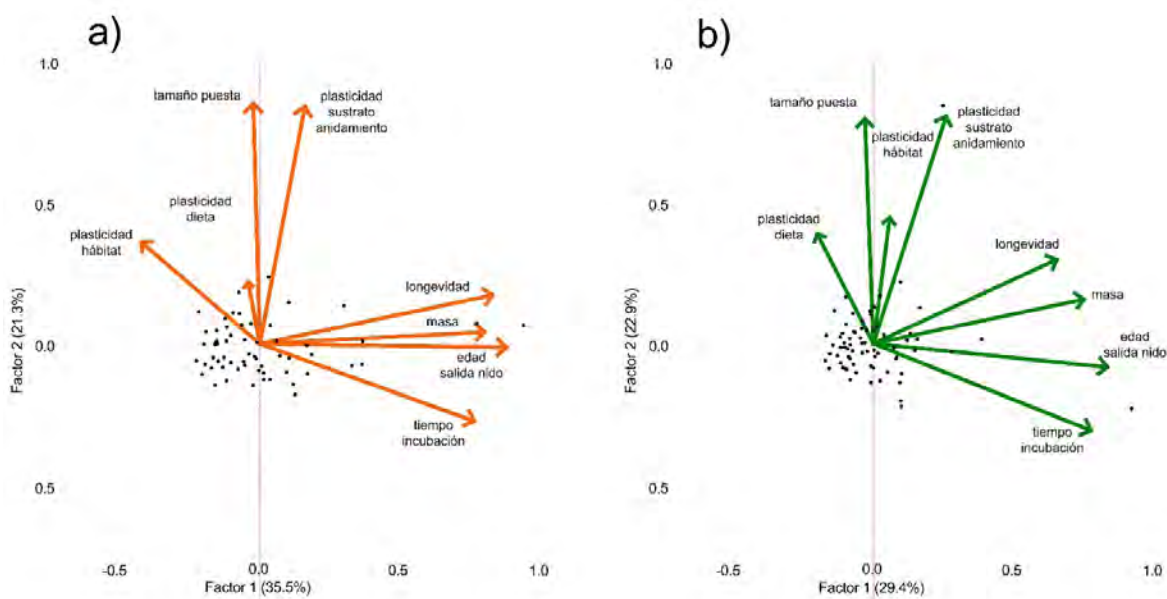 a)
1.0
tamaño puesta
plasticidad
sustrato
anidamiento
plasticidad
dieta
0.5
plasticidad
hábitat
longevidad
masa
0.0
edad
salida nido
tiempo
incubación
0.5
Factor 2 (21.3%)
-0.5
0.0
0.5
1.0
Factor 1 (35.5%)
b)
1.0
tamaño puesta
plasticidad
sustrato
anidamiento
plasticidad
hábitat
0.5
plasticidad
dieta
longevidad
masa
0.0
edad
salida nido
tiempo
incubación
0.5
Factor 2 (22.9%)
-0.5
0.0
0.5
1.0
Factor 1 (29.4%)